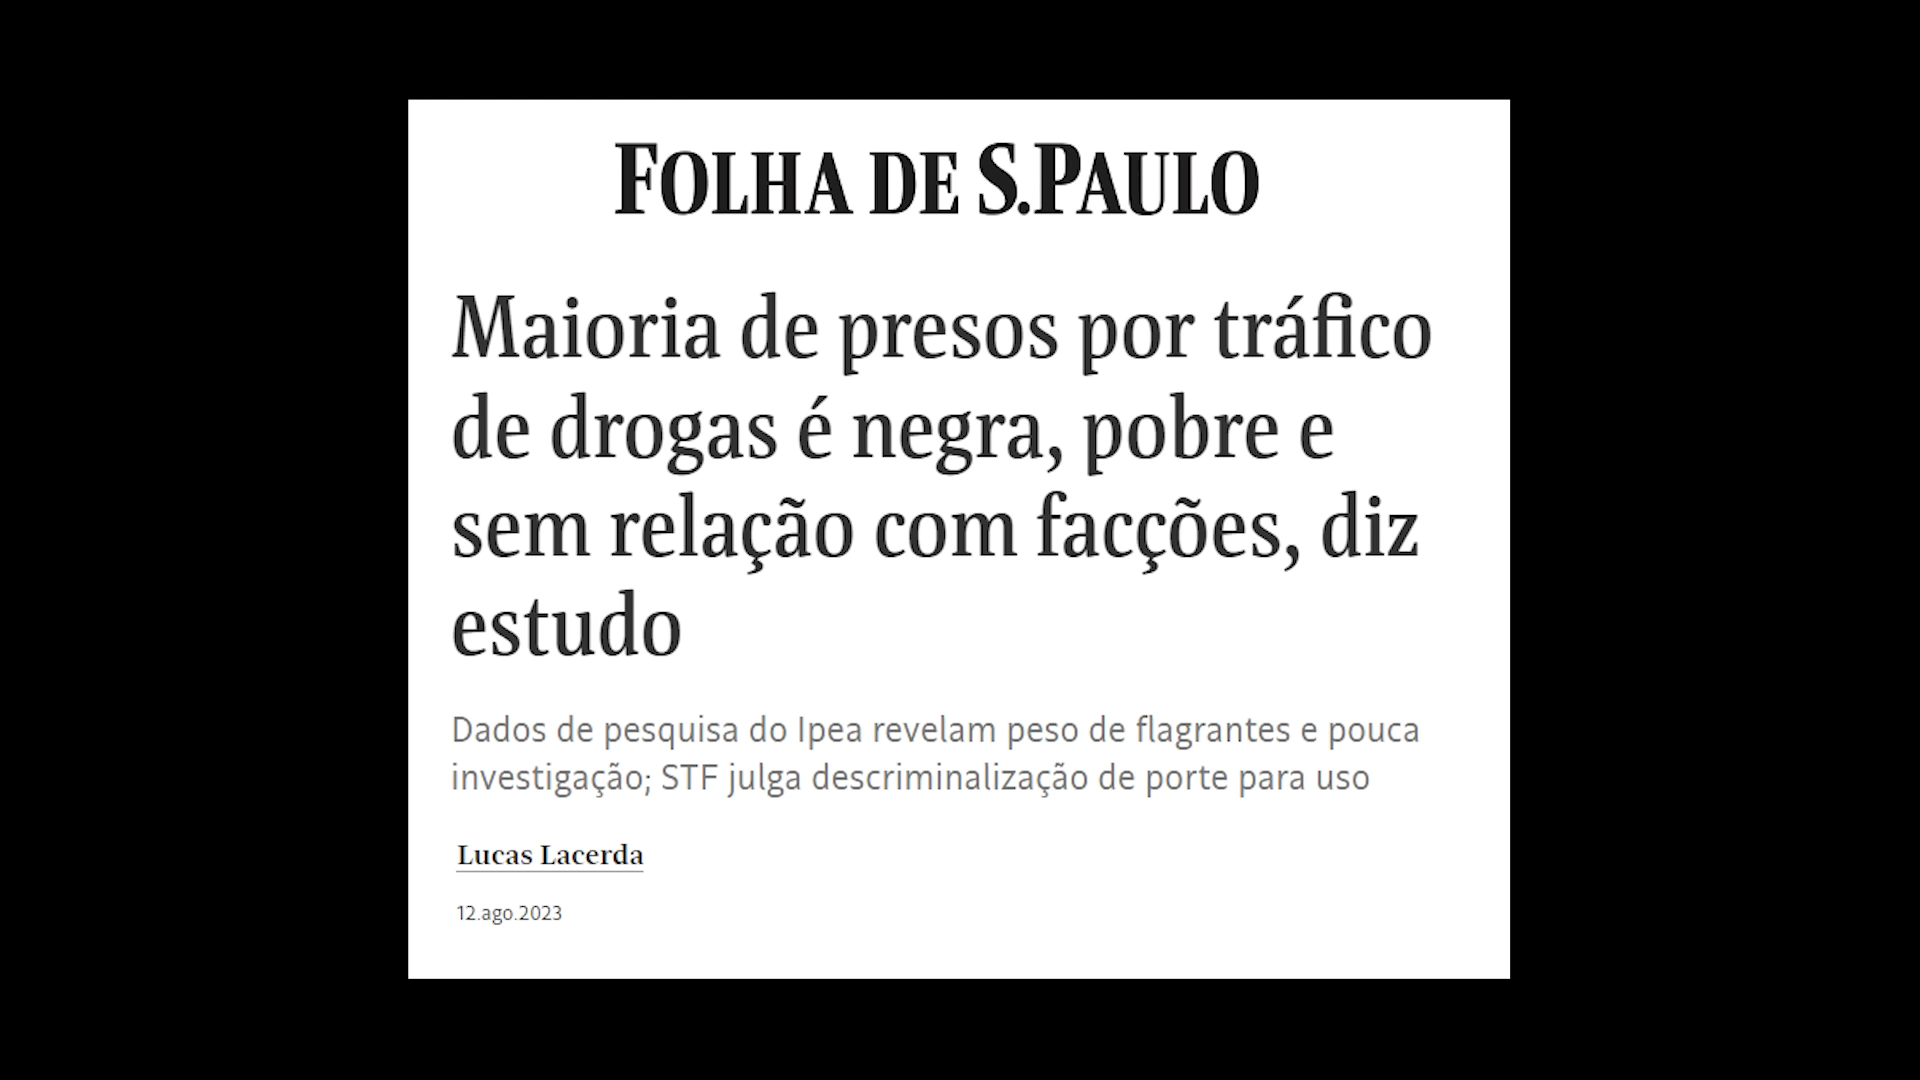 FOLHA DE S.PAULO
Maioria de presos por tráfico
de drogas é negra, pobre e
sem relação com facções, diz
estudo
Dados de pesquisa do Ipea revelam peso de flagrantes e pouca
investigação; STF julga descriminalização de porte para uso
Lucas Lacerda
12.ago.2023